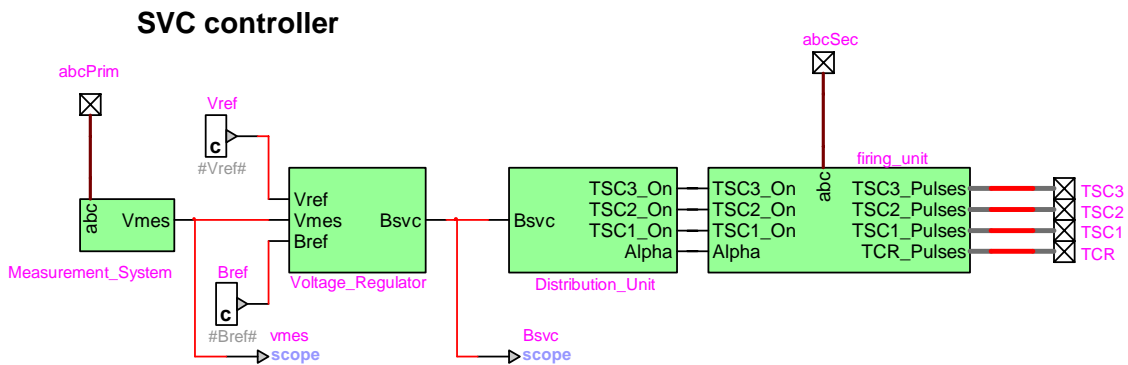 SVC controller
abcPrim
abcSec
Vref
c
#Vref#
firing_unit
abc
Vmes
Measurement_System
Vref
Vmes
Bref
Bsvc
Voltage_Regulator
Bref
c
#Bref#
Bsvc
TSC3_On
TSC2_On
TSC1_On
Alpha
Distribution_Unit
abc
TSC3_On
TSC2_On
TSC1_On
Alpha
TSC3_Pulses
TSC2_Pulses
TSC1_Pulses
TCR_Pulses
TSC3
TSC2
TSC1
TCR
vmes
scope
Bsvc
scope